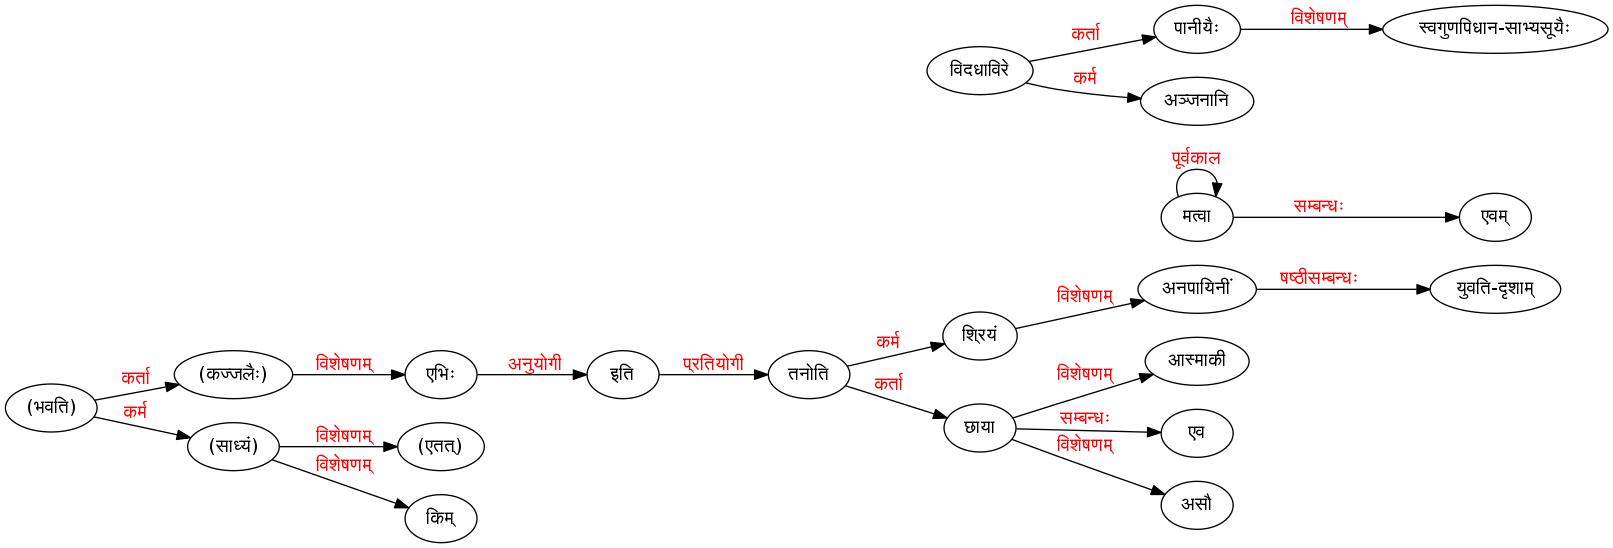 कर्ता
पानीयैः
विशेषणम्
स्वगुणपिधान-साभ्यसूयैः
विदधाविरे
कर्म
अञ्जनानि
पूर्वकाल
मत्वा
सम्बन्धः
एवम्
अनपायिनीं
षष्ठीसम्बन्धः
युवति-दृशाम्
विशेषणम्
श्रियं
कर्म
आस्माकी
विशेषणम्
(भवति)
कर्ता
(कज्जलैः)
विशेषणम्
एभिः
अनुयोगी
इति
प्रतियोगी
तनोति
कर्ता
छाया
सम्बन्धः
एव
कर्म
(साध्यं)
विशेषणम्
(एतत्)
विशेषणम्
विशेषणम्
असौ
किम्